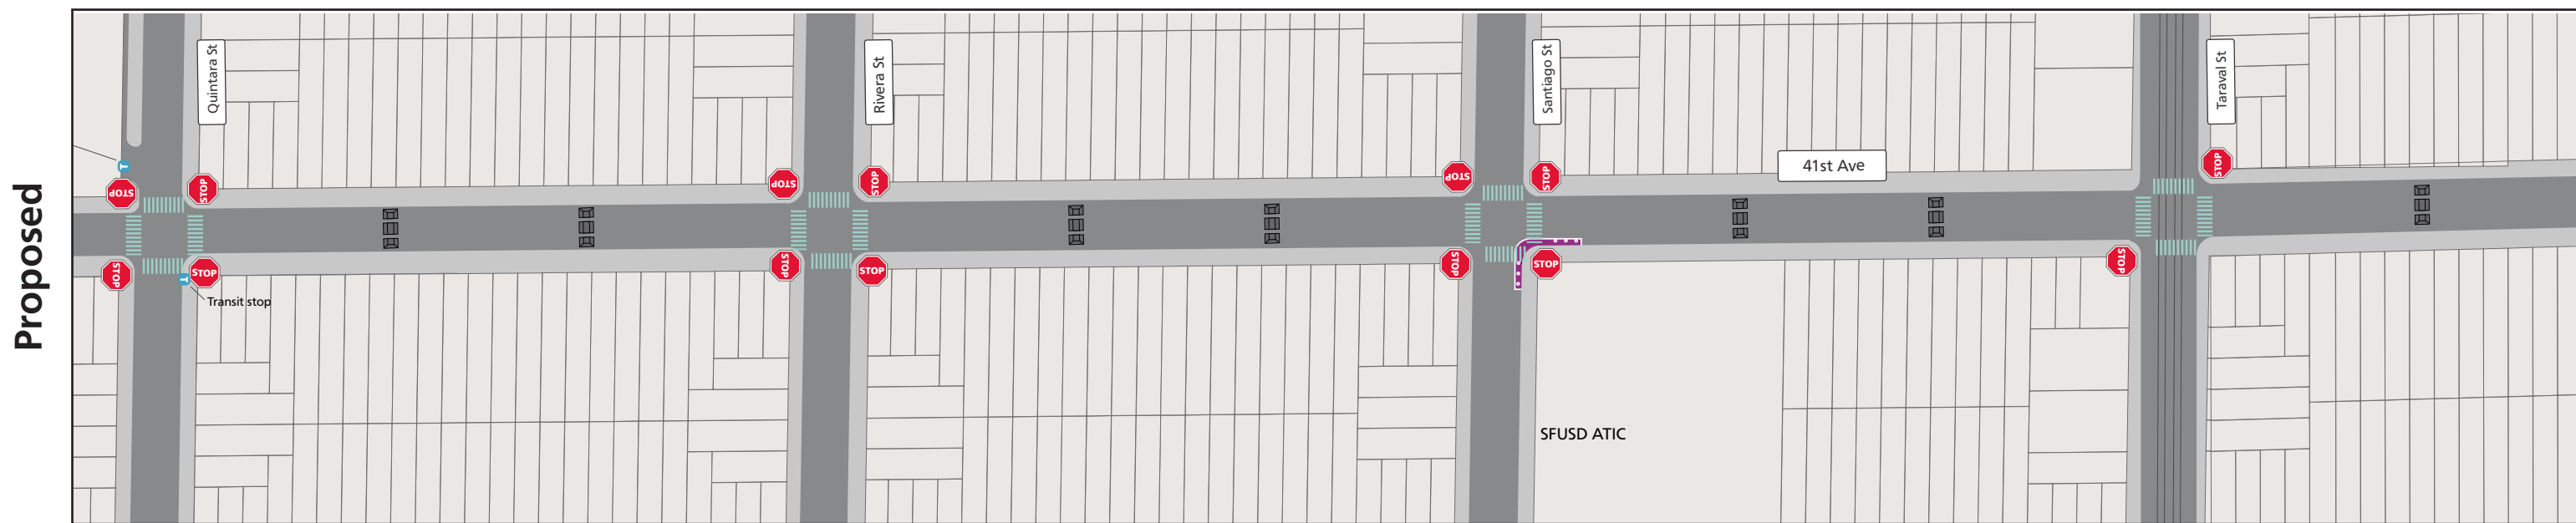 Proposed
Quintara St
Rivera St
Santiago St
Taraval St
41st Ave
T
STOP
STOP
STOP
STOP
STOP
STOP
STOP
STOP
STOP
STOP
STOP
STOP
STOP
STOP
T
Transit stop
SFUSD ATIC